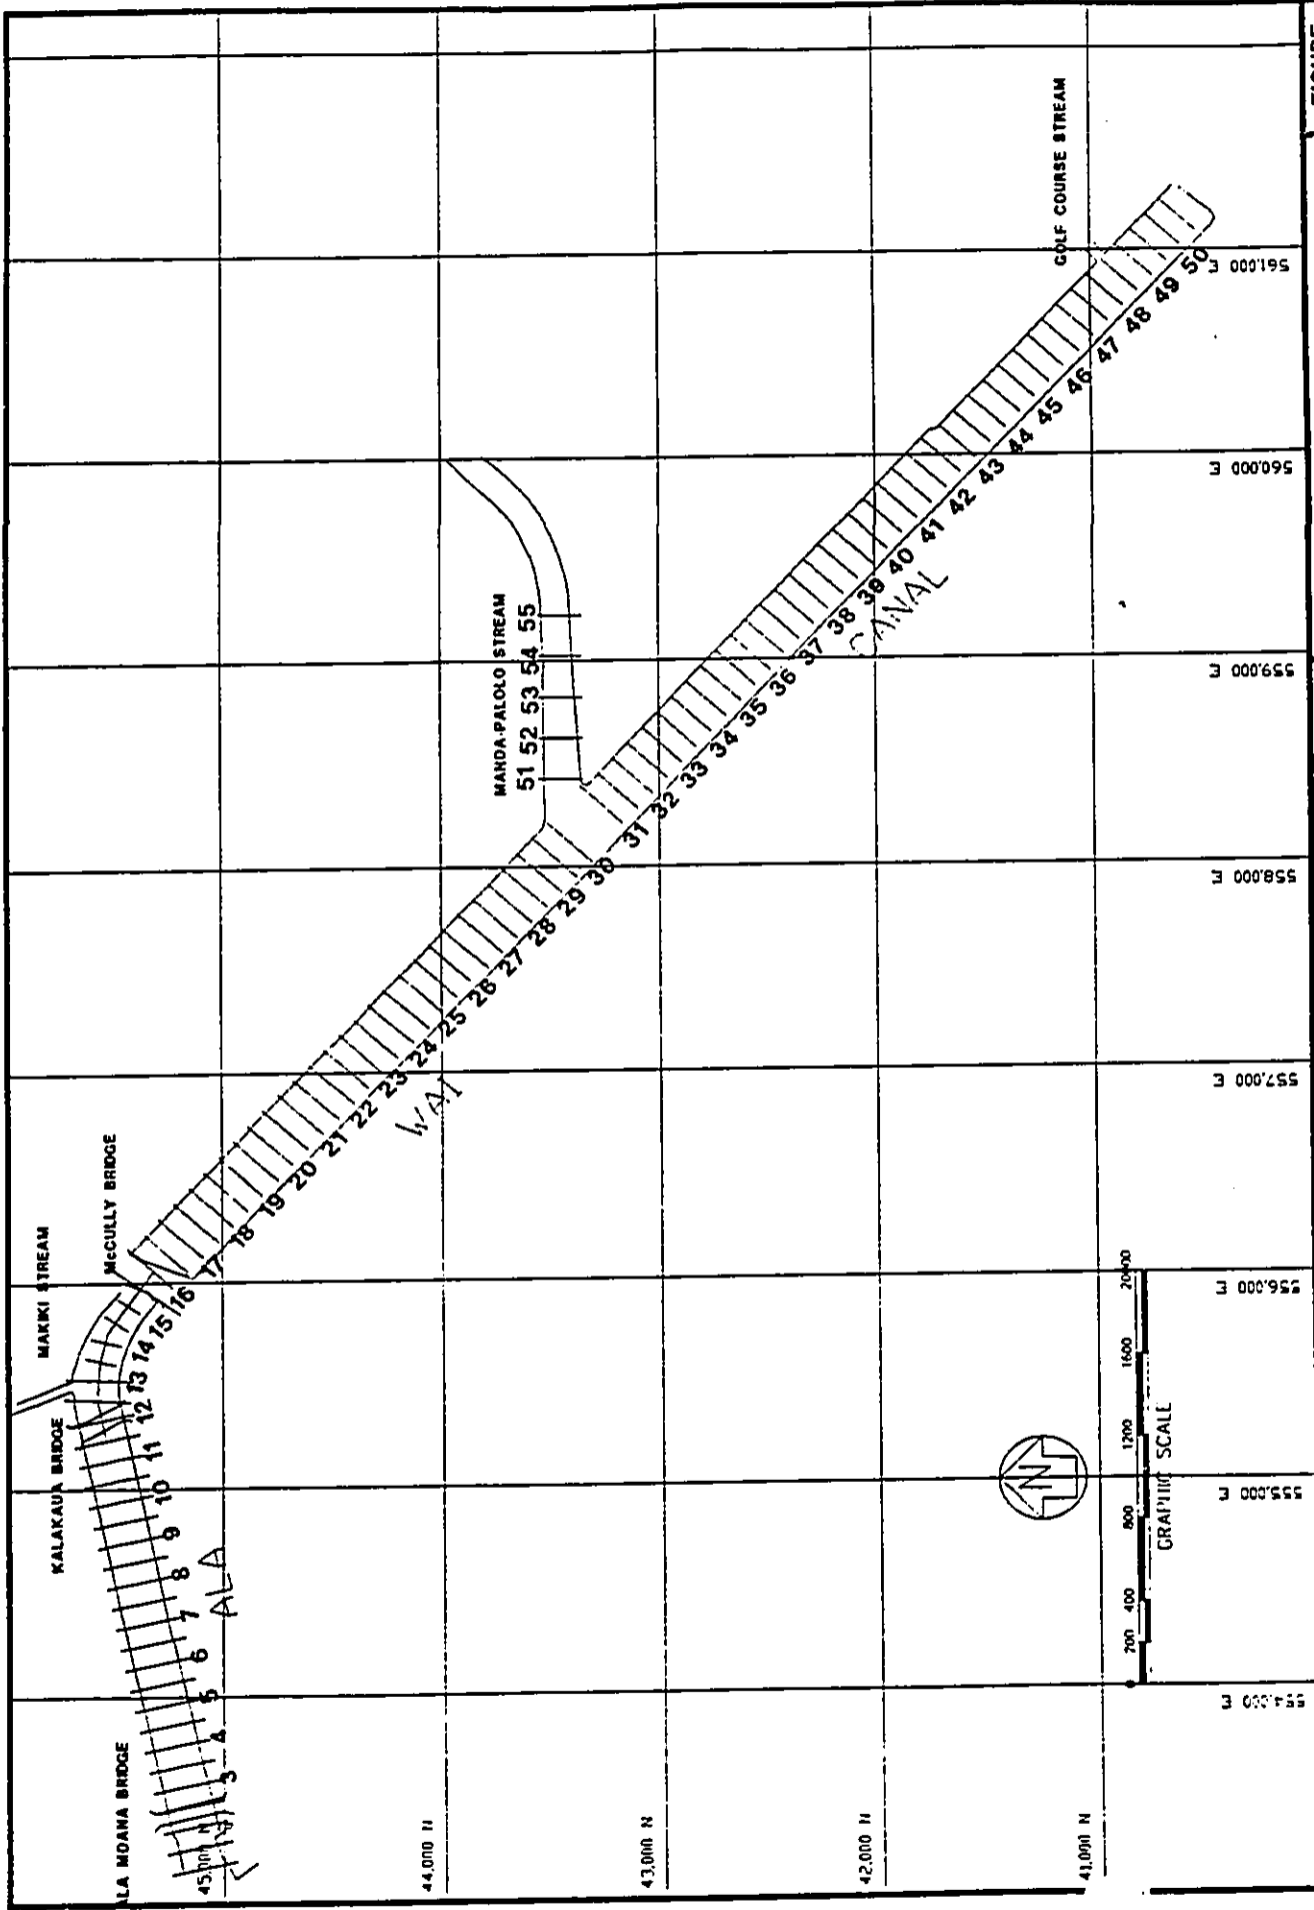 FIGURE
MAKIKI STREAM
McCULLY BRIDGE
KALAKAUA BRIDGE
ALA MOANA BRIDGE
MANOA-PALOLO STREAM
51 52 53 54 55
GOLF COURSE STREAM
3 4 5 6 7 8 9 10 11 12 13 14 15 16 17 18 19 20 21 22 23 24 25 26 27 28 29 30 31 32 33 34 35 36 37 38 39 40 41 42 43 44 45 46 47 48 49 50
ALA
WAI
CANAL
45,000 N
44,000 N
43,000 N
42,000 N
41,000 N
554,000 E
555,000 E
556,000 E
557,000 E
558,000 E
559,000 E
560,000 E
561,000 E
N
200 400 800 1200 1600 2000
GRAPHIC SCALE